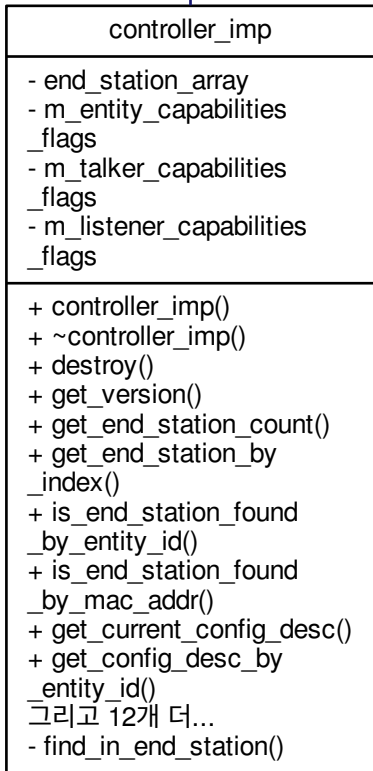 controller_imp
- end_station_array
- m_entity_capabilities
_flags
- m_talker_capabilities
_flags
- m_listener_capabilities
_flags
+ controller_imp()
+ ~controller_imp()
+ destroy()
+ get_version()
+ get_end_station_count()
+ get_end_station_by
_index()
+ is_end_station_found
_by_entity_id()
+ is_end_station_found
_by_mac_addr()
+ get_current_config_desc()
+ get_config_desc_by
_entity_id()
그리고 12개 더...
- find_in_end_station()